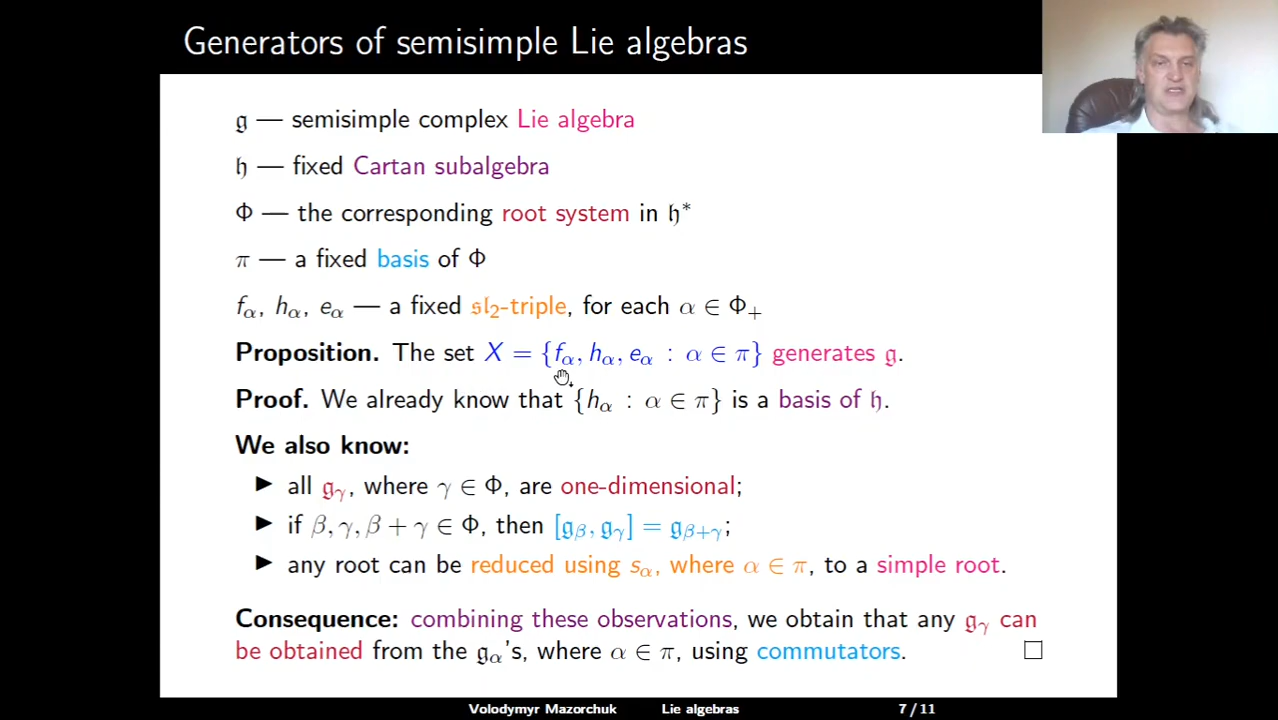 Generators of semisimple Lie algebras
𝔤 — semisimple complex Lie algebra
𝔥 — fixed Cartan subalgebra
Φ — the corresponding root system in 𝔥*
π — a fixed basis of Φ
f_α, h_α, e_α — a fixed 𝔰𝔩₂-triple, for each α ∈ Φ₊
Proposition. The set X = {f_α, h_α, e_α : α ∈ π} generates 𝔤.
Proof. We already know that {h_α : α ∈ π} is a basis of 𝔥.
We also know:
▶ all 𝔤_γ, where γ ∈ Φ, are one-dimensional;
▶ if β, γ, β + γ ∈ Φ, then [𝔤_β, 𝔤_γ] = 𝔤_{β+γ};
▶ any root can be reduced using s_α, where α ∈ π, to a simple root.
Consequence: combining these observations, we obtain that any 𝔤_γ can
be obtained from the 𝔤_α's, where α ∈ π, using commutators. □
Volodymyr Mazorchuk Lie algebras 7 / 11